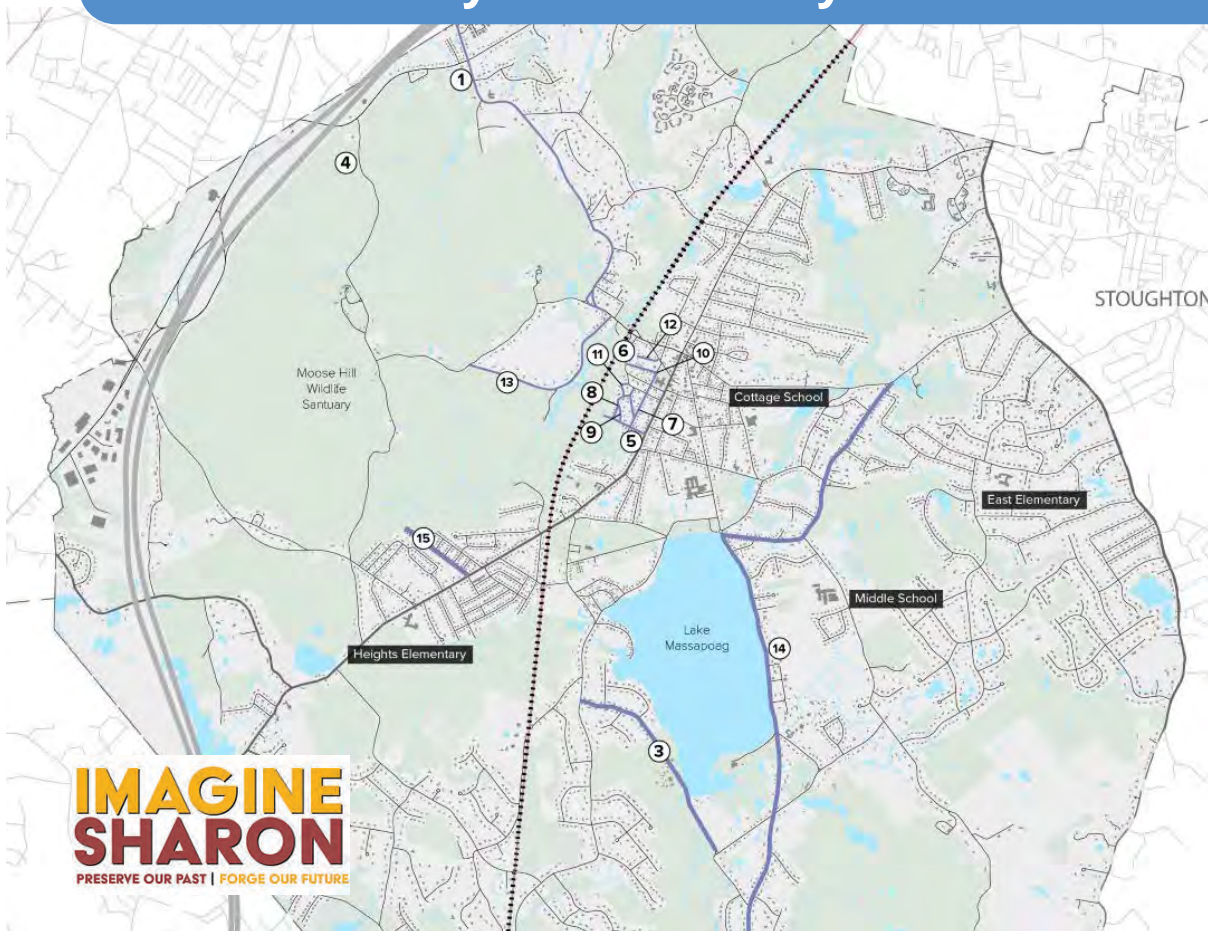 1
4
STOUGHTON
12
6
11
10
Moose Hill
Wildlife
Santuary
13
8
Cottage School
9
5
7
East Elementary
15
Middle School
Lake
Massapoag
14
Heights Elementary
3
IMAGINE
SHARON
PRESERVE OUR PAST | FORGE OUR FUTURE